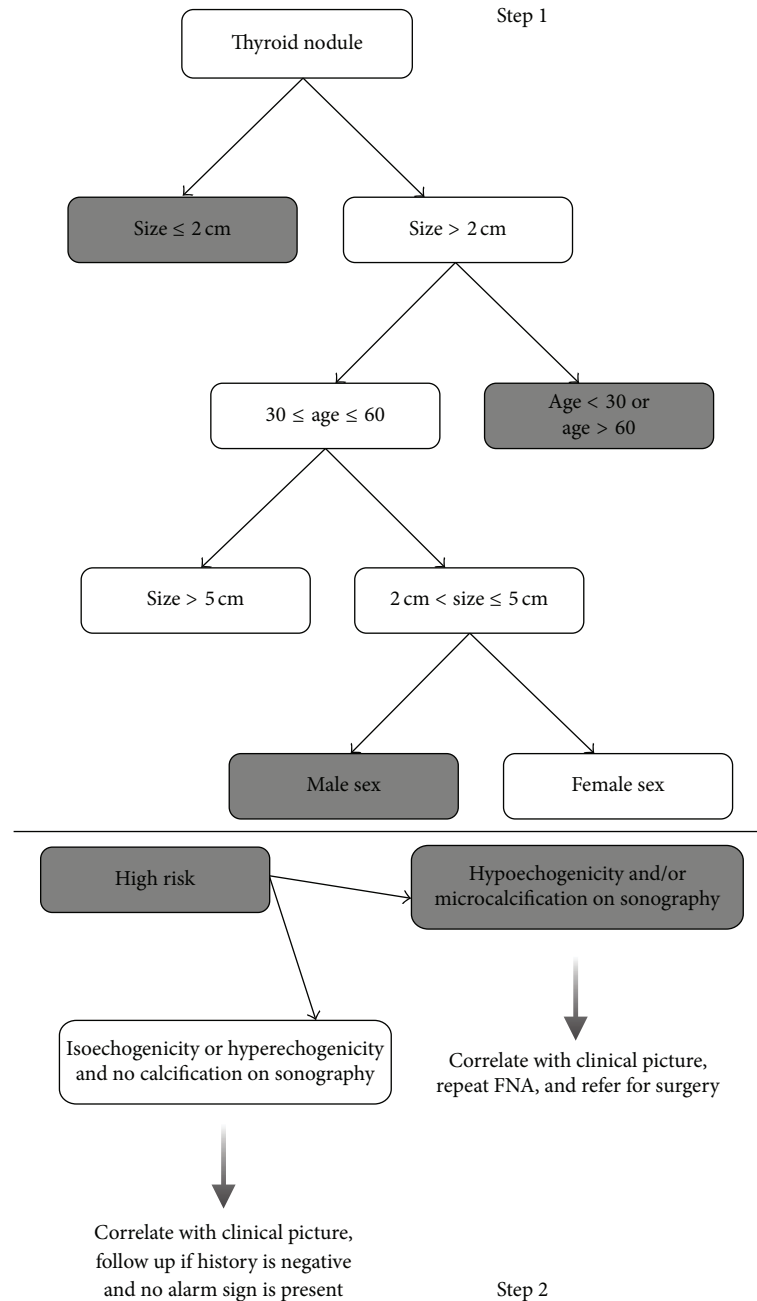 Step 1
Thyroid nodule
Size ≤ 2 cm
Size > 2 cm
30 ≤ age ≤ 60
Age < 30 or
age > 60
Size > 5 cm
2 cm < size ≤ 5 cm
Male sex
Female sex
High risk
Hypoechogenicity and/or
microcalcification on sonography
Isoechogenicity or hyperechogenicity
and no calcification on sonography
Correlate with clinical picture,
repeat FNA, and refer for surgery
Correlate with clinical picture,
follow up if history is negative
and no alarm sign is present
Step 2